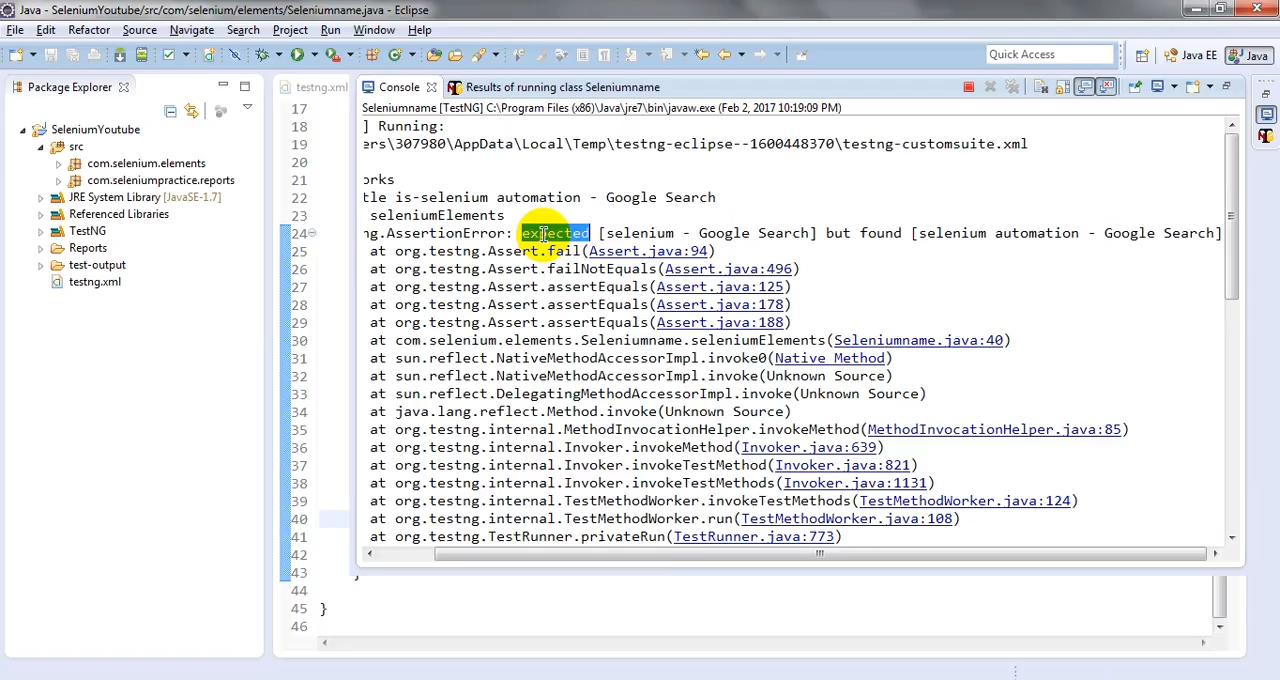 Java - SeleniumYoutube/src/com/selenium/elements/Seleniumname.java - Eclipse
File Edit Refactor Source Navigate Search Project Run Window Help
Quick Access Java EE Java
Package Explorer
testng.xml
Console Results of running class Seleniumname
Seleniumname [TestNG] C:\Program Files (x86)\Java\jre7\bin\javaw.exe (Feb 2, 2017 10:19:09 PM)
SeleniumYoutube
src
com.selenium.elements
com.seleniumpractice.reports
JRE System Library [JavaSE-1.7]
Referenced Libraries
TestNG
Reports
test-output
testng.xml
17
18 ] Running:
19 ers\307980\AppData\Local\Temp\testng-eclipse--1600448370\testng-customsuite.xml
20
21 orks
22 tle is-selenium automation - Google Search
23 seleniumElements
24 ng.AssertionError: expected [selenium - Google Search] but found [selenium automation - Google Search]
25 at org.testng.Assert.fail(Assert.java:94)
26 at org.testng.Assert.failNotEquals(Assert.java:496)
27 at org.testng.Assert.assertEquals(Assert.java:125)
28 at org.testng.Assert.assertEquals(Assert.java:178)
29 at org.testng.Assert.assertEquals(Assert.java:188)
30 at com.selenium.elements.Seleniumname.seleniumElements(Seleniumname.java:40)
31 at sun.reflect.NativeMethodAccessorImpl.invoke0(Native Method)
32 at sun.reflect.NativeMethodAccessorImpl.invoke(Unknown Source)
33 at sun.reflect.DelegatingMethodAccessorImpl.invoke(Unknown Source)
34 at java.lang.reflect.Method.invoke(Unknown Source)
35 at org.testng.internal.MethodInvocationHelper.invokeMethod(MethodInvocationHelper.java:85)
36 at org.testng.internal.Invoker.invokeMethod(Invoker.java:639)
37 at org.testng.internal.Invoker.invokeTestMethod(Invoker.java:821)
38 at org.testng.internal.Invoker.invokeTestMethods(Invoker.java:1131)
39 at org.testng.internal.TestMethodWorker.invokeTestMethods(TestMethodWorker.java:124)
40 at org.testng.internal.TestMethodWorker.run(TestMethodWorker.java:108)
41 at org.testng.TestRunner.privateRun(TestRunner.java:773)
42
43 }
44
45 }
46